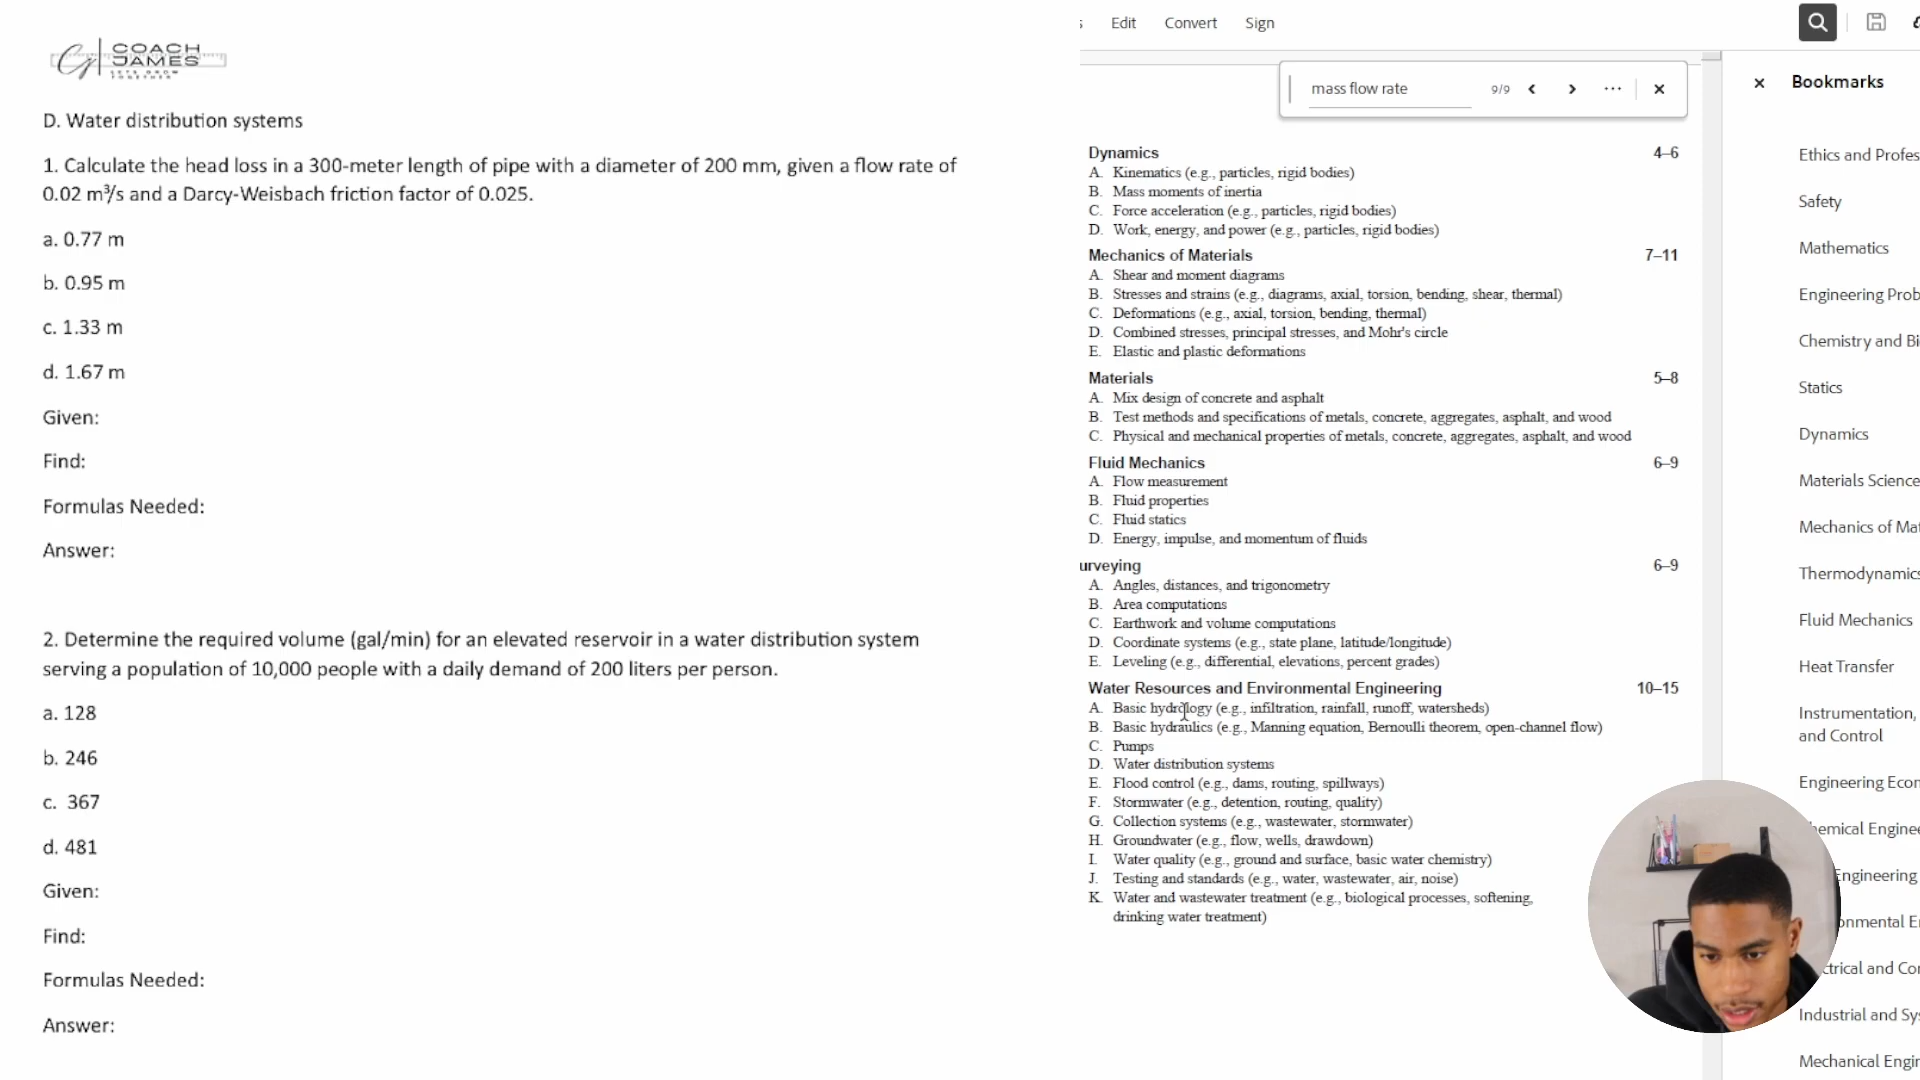 COACH
JAMES
LETS GROW
TOGETHER
D. Water distribution systems
1. Calculate the head loss in a 300-meter length of pipe with a diameter of 200 mm, given a flow rate of
0.02 m³/s and a Darcy-Weisbach friction factor of 0.025.
a. 0.77 m
b. 0.95 m
c. 1.33 m
d. 1.67 m
Given:
Find:
Formulas Needed:
Answer:
2. Determine the required volume (gal/min) for an elevated reservoir in a water distribution system
serving a population of 10,000 people with a daily demand of 200 liters per person.
a. 128
b. 246
c. 367
d. 481
Given:
Find:
Formulas Needed:
Answer:
s Edit Convert Sign
mass flow rate 9/9
Dynamics 4–6
A. Kinematics (e.g., particles, rigid bodies)
B. Mass moments of inertia
C. Force acceleration (e.g., particles, rigid bodies)
D. Work, energy, and power (e.g., particles, rigid bodies)
Mechanics of Materials 7–11
A. Shear and moment diagrams
B. Stresses and strains (e.g., diagrams, axial, torsion, bending, shear, thermal)
C. Deformations (e.g., axial, torsion, bending, thermal)
D. Combined stresses, principal stresses, and Mohr's circle
E. Elastic and plastic deformations
Materials 5–8
A. Mix design of concrete and asphalt
B. Test methods and specifications of metals, concrete, aggregates, asphalt, and wood
C. Physical and mechanical properties of metals, concrete, aggregates, asphalt, and wood
Fluid Mechanics 6–9
A. Flow measurement
B. Fluid properties
C. Fluid statics
D. Energy, impulse, and momentum of fluids
urveying 6–9
A. Angles, distances, and trigonometry
B. Area computations
C. Earthwork and volume computations
D. Coordinate systems (e.g., state plane, latitude/longitude)
E. Leveling (e.g., differential, elevations, percent grades)
Water Resources and Environmental Engineering 10–15
A. Basic hydrology (e.g., infiltration, rainfall, runoff, watersheds)
B. Basic hydraulics (e.g., Manning equation, Bernoulli theorem, open-channel flow)
C. Pumps
D. Water distribution systems
E. Flood control (e.g., dams, routing, spillways)
F. Stormwater (e.g., detention, routing, quality)
G. Collection systems (e.g., wastewater, stormwater)
H. Groundwater (e.g., flow, wells, drawdown)
I. Water quality (e.g., ground and surface, basic water chemistry)
J. Testing and standards (e.g., water, wastewater, air, noise)
K. Water and wastewater treatment (e.g., biological processes, softening,
drinking water treatment)
Bookmarks
Ethics and Profes
Safety
Mathematics
Engineering Prob
Chemistry and Bi
Statics
Dynamics
Materials Science
Mechanics of Mat
Thermodynamics
Fluid Mechanics
Heat Transfer
Instrumentation,
and Control
Engineering Econ
hemical Enginee
Engineering
onmental E
ctrical and Co
Industrial and Sys
Mechanical Engin